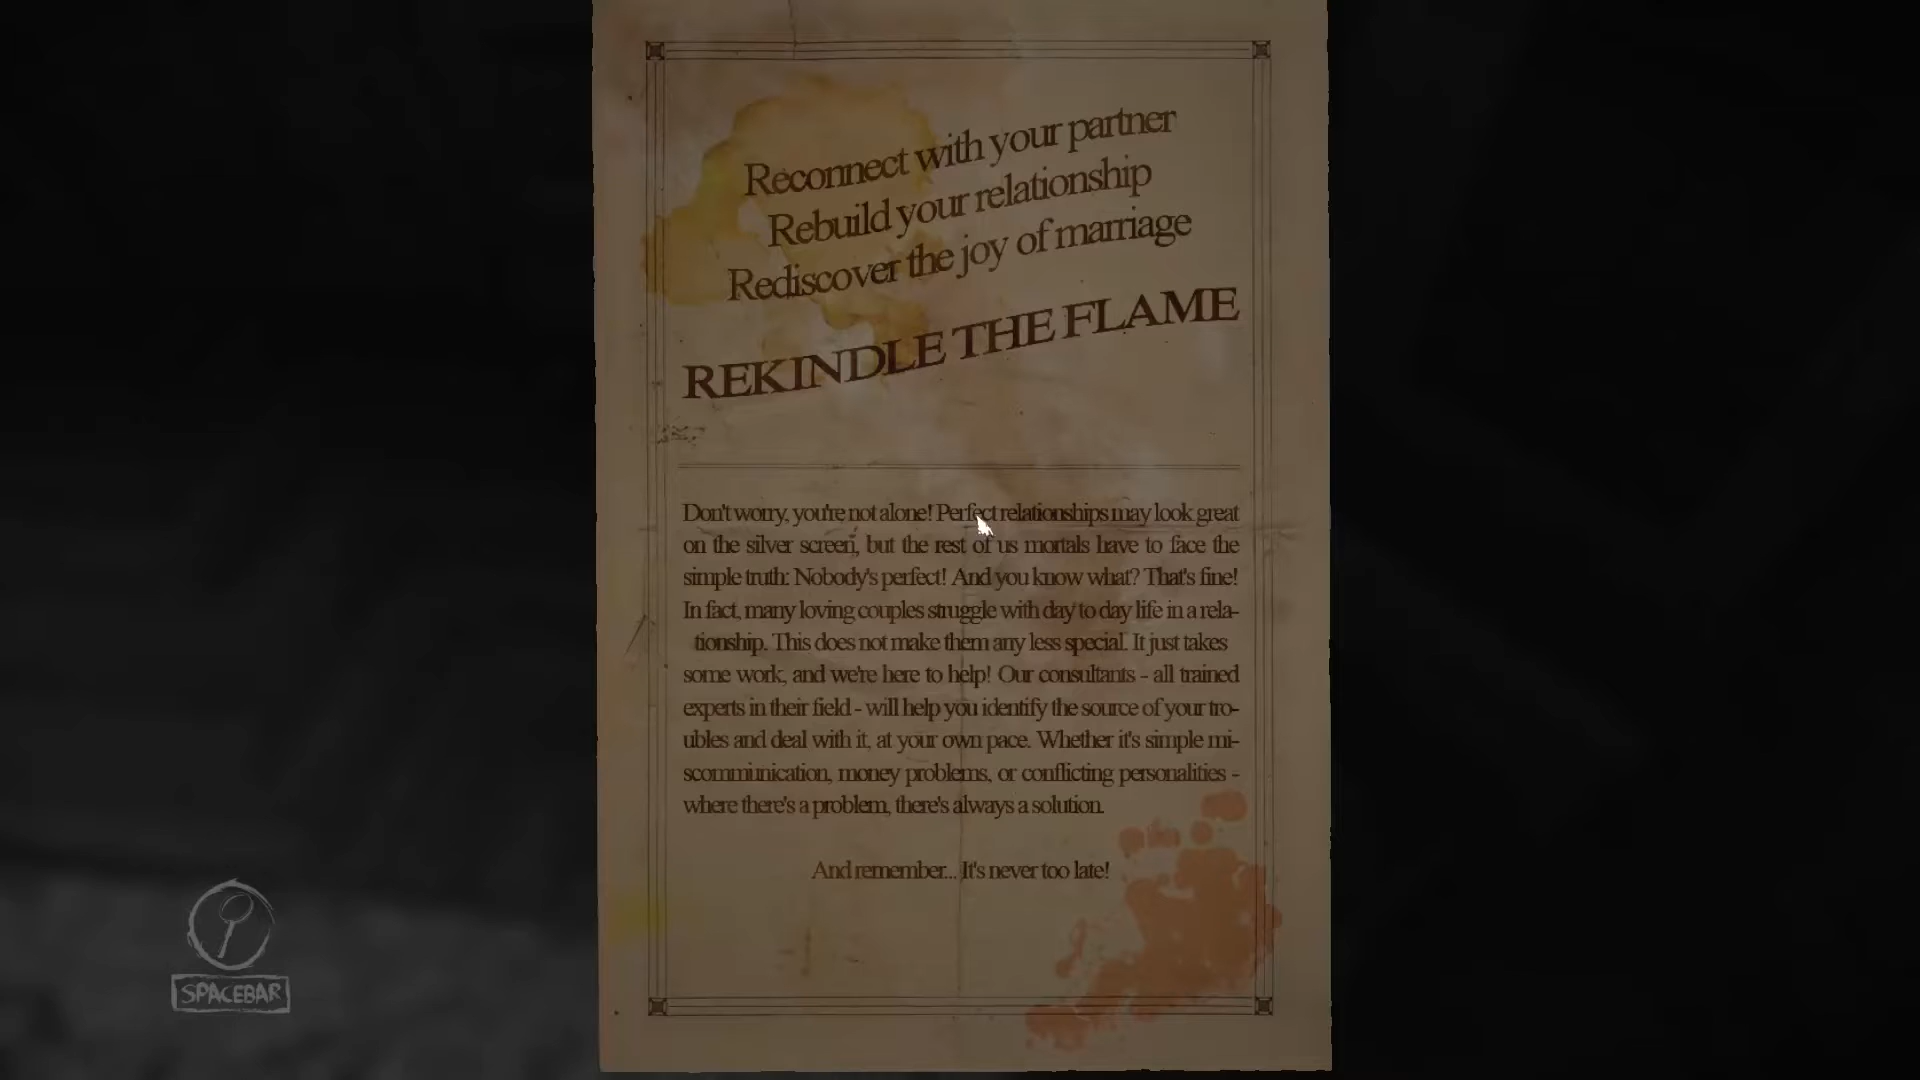 Reconnect with your partner
Rebuild your relationship
Rediscover the joy of marriage
REKINDLE THE FLAME
Don't worry, you're not alone! Perfect relationships may look great
on the silver screen, but the rest of us mortals have to face the
simple truth: Nobody's perfect! And you know what? That's fine!
In fact, many loving couples struggle with day to day life in a rela-
tionship. This does not make them any less special. It just takes
some work, and we're here to help! Our consultants - all trained
experts in their field - will help you identify the source of your tro-
ubles and deal with it, at your own pace. Whether it's simple mi-
scommunication, money problems, or conflicting personalities -
where there's a problem, there's always a solution.
And remember... It's never too late!
SPACEBAR